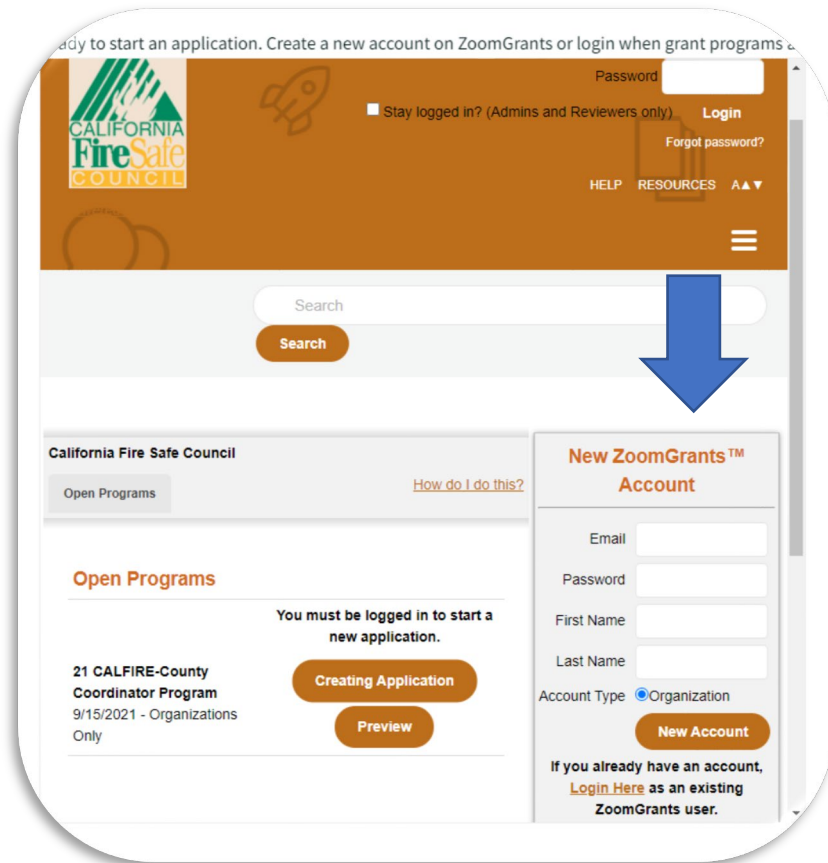 to start an application. Create a new account on ZoomGrants or login when grant programs
Password
CALIFORNIA
FireSafe
COUNCIL
Stay logged in? (Admins and Reviewers only) Login
Forgot password?
HELP RESOURCES A▲▼
Search
Search
California Fire Safe Council
Open Programs
How do I do this?
Open Programs
You must be logged in to start a
new application.
21 CALFIRE-County
Coordinator Program
9/15/2021 - Organizations
Only
Creating Application
Preview
New ZoomGrants™
Account
Email
Password
First Name
Last Name
Account Type Organization
New Account
If you already have an account,
Login Here as an existing
ZoomGrants user.